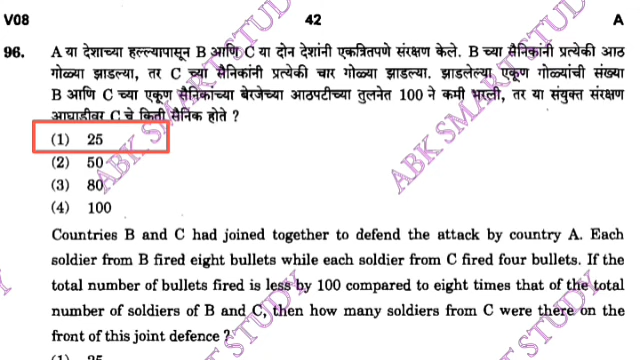 V08 42 A
96. A या देशाच्या हल्ल्यापासून B आणि C या दोन देशांनी एकत्रितपणे संरक्षण केले. B च्या सैनिकांनी प्रत्येकी आठ
गोळ्या झाडल्या, तर C च्या सैनिकांनी प्रत्येकी चार गोळ्या झाडल्या. झाडलेल्या एकूण गोळ्यांची संख्या
B आणि C च्या एकूण सैनिकांच्या बेरजेच्या आठपटीच्या तुलनेत 100 ने कमी भरली, तर या संयुक्त संरक्षण
आघाडीवर C चे किती सैनिक होते ?
(1) 25
(2) 50
(3) 80
(4) 100
Countries B and C had joined together to defend the attack by country A. Each
soldier from B fired eight bullets while each soldier from C fired four bullets. If the
total number of bullets fired is less by 100 compared to eight times that of the total
number of soldiers of B and C, then how many soldiers from C were there on the
front of this joint defence ?
(1) 25
ABK SMART STUDY
ABK SMART STUDY